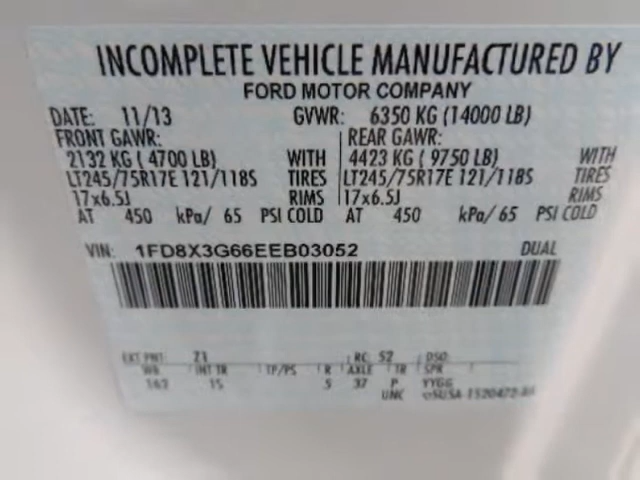 INCOMPLETE VEHICLE MANUFACTURED BY
FORD MOTOR COMPANY
DATE: 11/13 GVWR: 6350 KG (14000 LB)
FRONT GAWR: REAR GAWR:
2132 KG ( 4700 LB) WITH 4423 KG ( 9750 LB) WITH
LT245/75R17E 121/118S TIRES LT245/75R17E 121/118S TIRES
17x6.5J RIMS 17x6.5J RIMS
AT 450 kPa/ 65 PSI COLD AT 450 kPa/ 65 PSI COLD
VIN: 1FD8X3G66EEB03052 DUAL
EXT PNT: Z1 RC: 52 DSO:
WB INT TR TP/PS R AXLE TR SPR
162 15 5 37 P YYGG